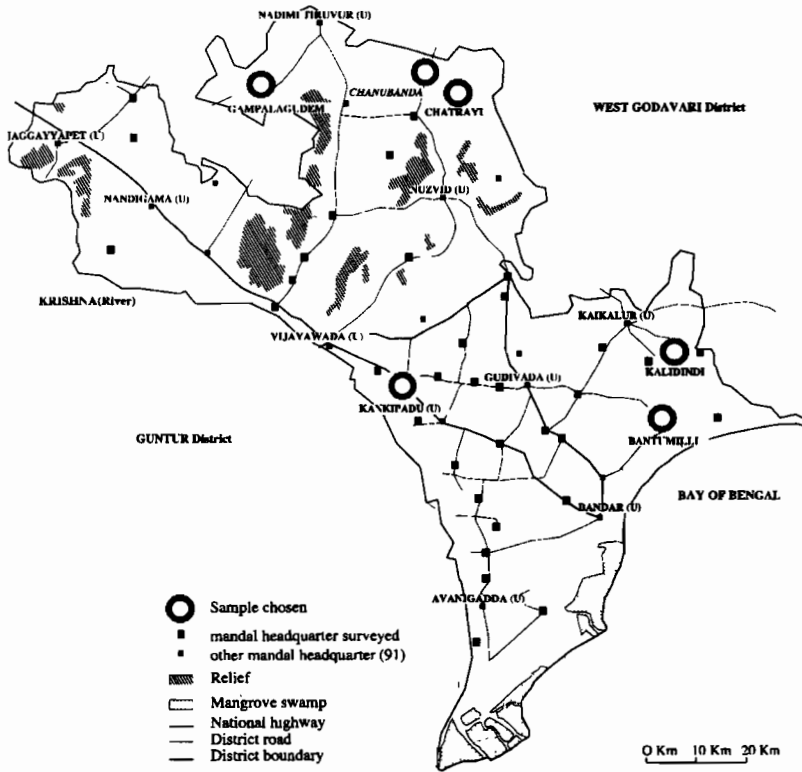 NADIMI TIRUVUR (U)
CHANUBANDA
GAMPALAGUDEM
CHATRAYI
WEST GODAVARI District
JAGGAYYAPET (U)
NUZVID (U)
NANDIGAMA (U)
KRISHNA(River)
KAIKALUR (U)
VIJAYAWADA (U)
KALIDINDI
GUDIVADA (U)
KANKIPADU (U)
GUNTUR District
BANTUMILLI
BAY OF BENGAL
BANDAR (U)
AVANIGADDA (U)
Sample chosen
mandal headquarter surveyed
other mandal headquarter (91)
Relief
Mangrove swamp
National highway
District road
District boundary
0 Km 10 Km 20 Km